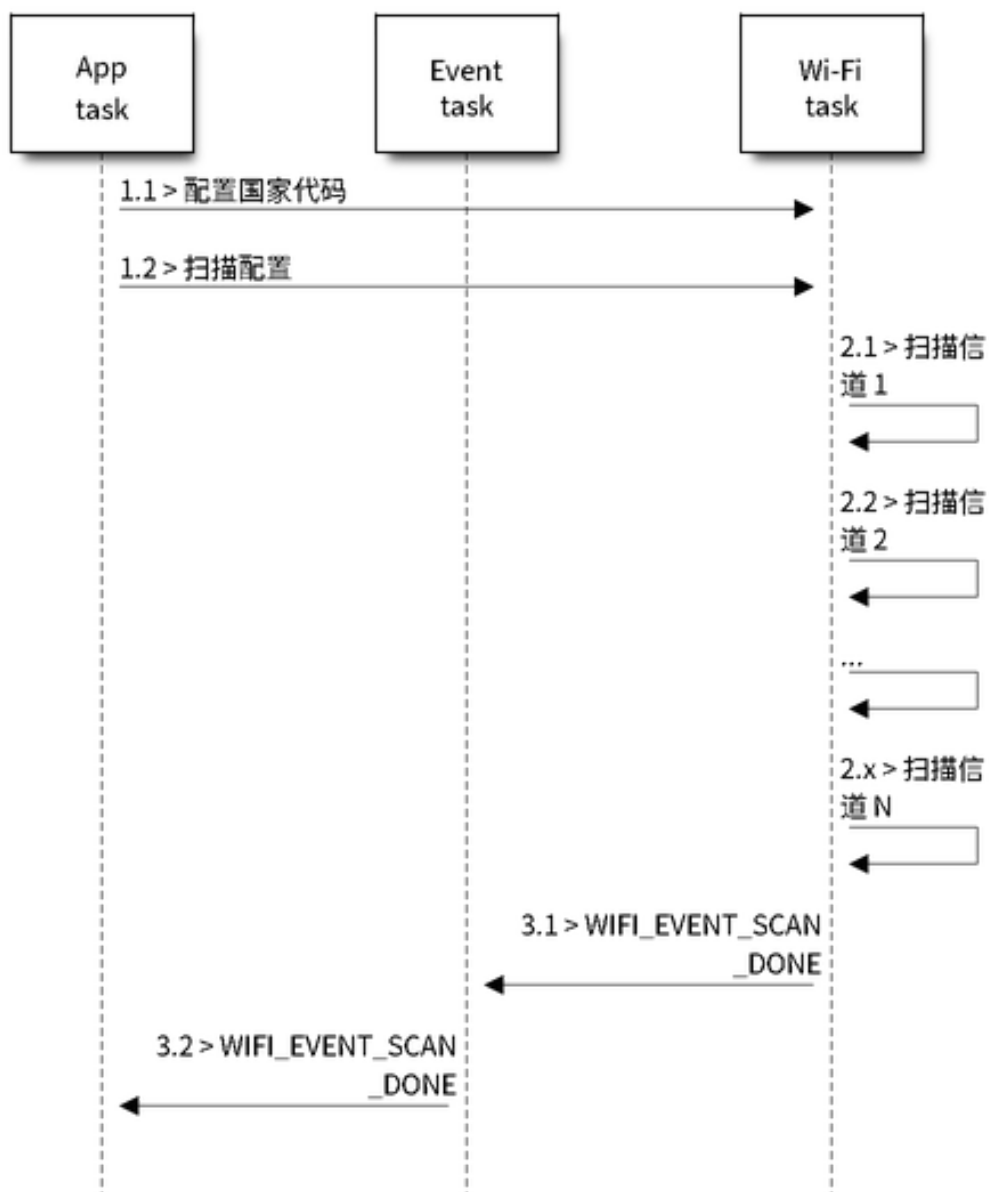 App
task
Event
task
Wi-Fi
task
1.1 > 配置国家代码
1.2 > 扫描配置
2.1 > 扫描信
道 1
2.2 > 扫描信
道 2
...
2.x > 扫描信
道 N
3.1 > WIFI_EVENT_SCAN
_DONE
3.2 > WIFI_EVENT_SCAN
_DONE